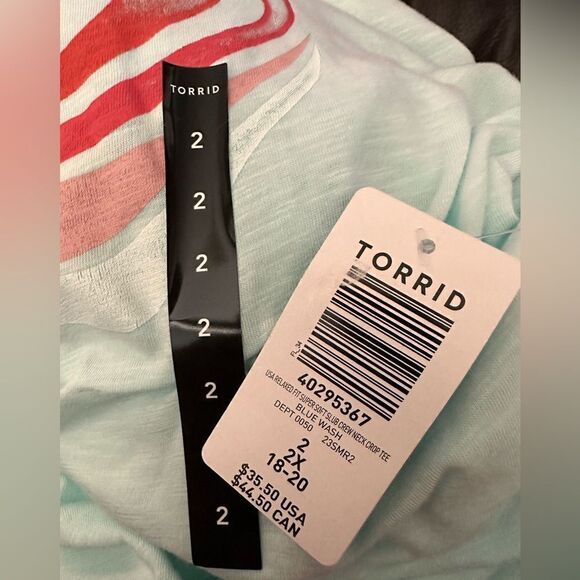 TORRID
2
2
2
2
2
2
TORRID
40295367
USA RELAXED FIT SUPER SOFT SLUB CREW NECK CROP TEE
BLUE WASH
DEPT 0050 23SMR2
2
2X
18-20
$35.50 USA
$44.50 CAN